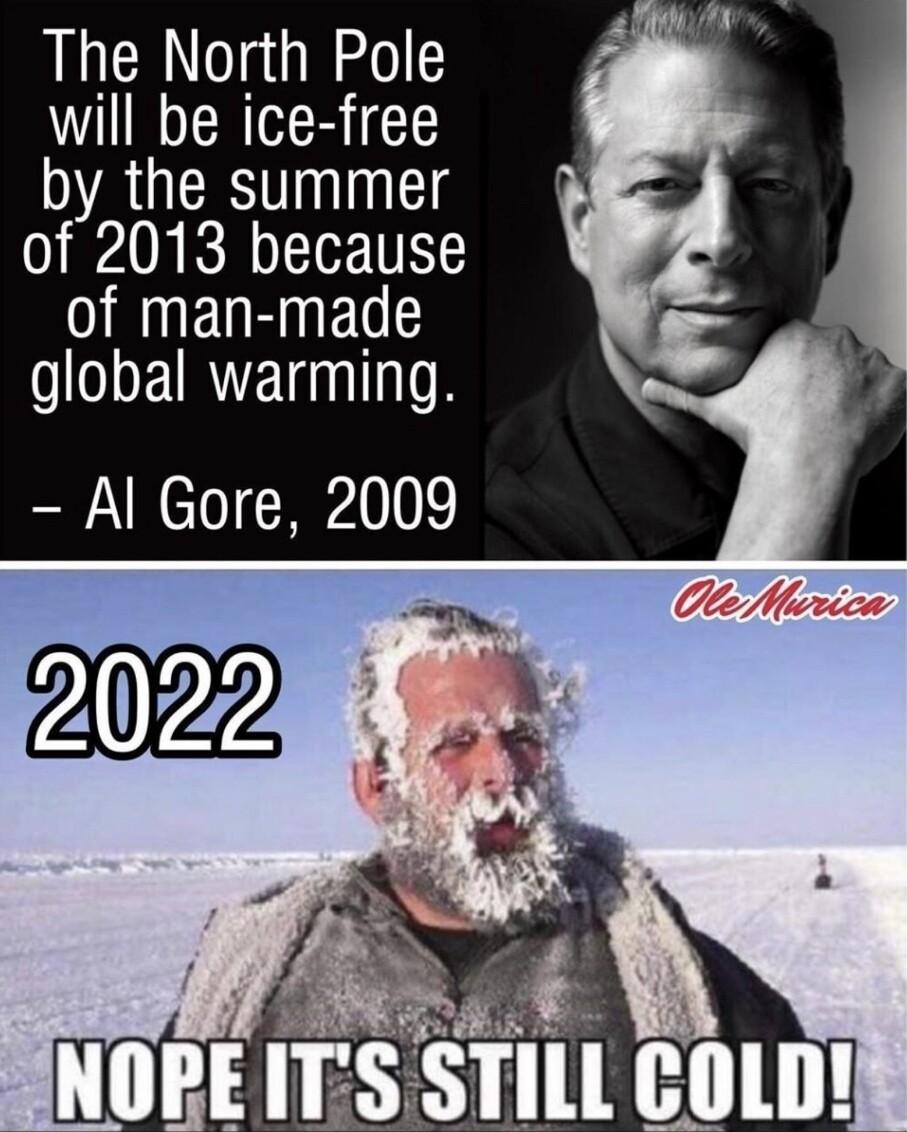 The North Pole
will be ice-free
by the summer
of 2013 because
of man-made
global warming.
– Al Gore, 2009
Ole Murica
2022
NOPE IT'S STILL COLD!